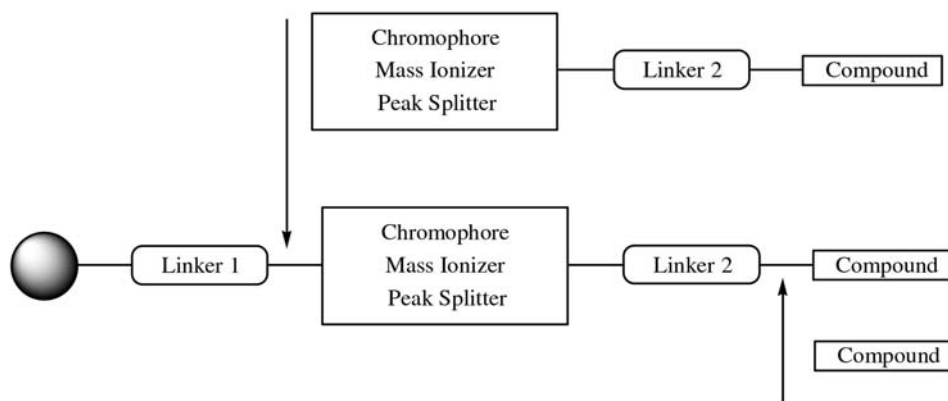 Chromophore
Mass Ionizer
Peak Splitter
Linker 2
Compound
Linker 1
Chromophore
Mass Ionizer
Peak Splitter
Linker 2
Compound
Compound